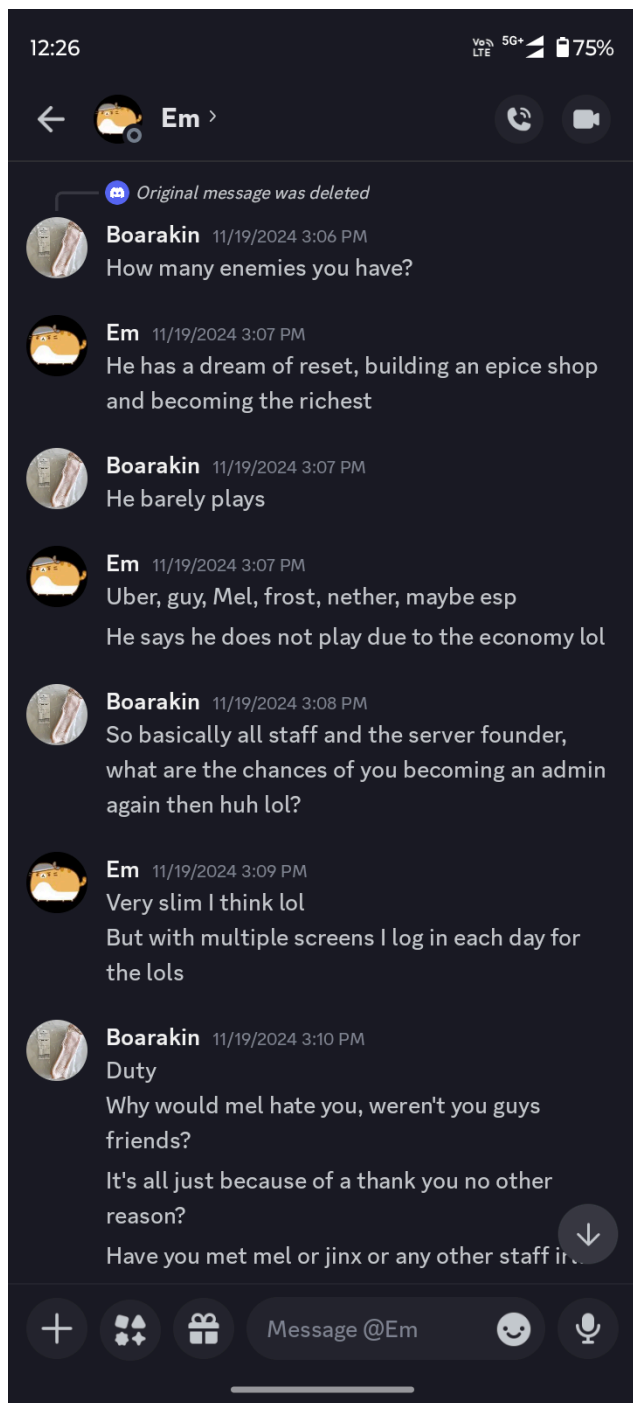 12:26
Vo LTE 5G+ 75%
Em
Original message was deleted
Boarakin 11/19/2024 3:06 PM
How many enemies you have?
Em 11/19/2024 3:07 PM
He has a dream of reset, building an epice shop
and becoming the richest
Boarakin 11/19/2024 3:07 PM
He barely plays
Em 11/19/2024 3:07 PM
Uber, guy, Mel, frost, nether, maybe esp
He says he does not play due to the economy lol
Boarakin 11/19/2024 3:08 PM
So basically all staff and the server founder,
what are the chances of you becoming an admin
again then huh lol?
Em 11/19/2024 3:09 PM
Very slim I think lol
But with multiple screens I log in each day for
the lols
Boarakin 11/19/2024 3:10 PM
Duty
Why would mel hate you, weren't you guys
friends?
It's all just because of a thank you no other
reason?
Have you met mel or jinx or any other staff
Message @Em